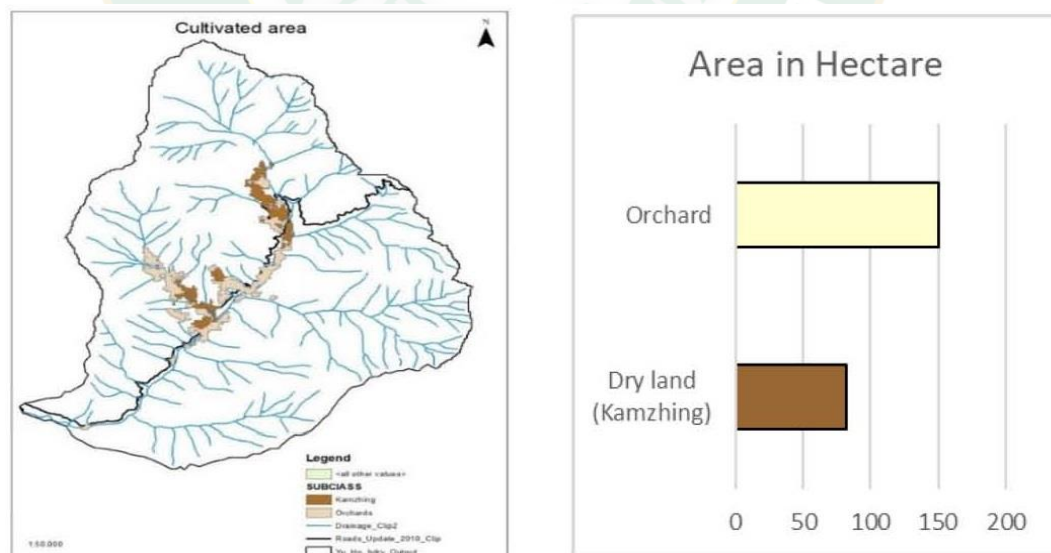 Cultivated area
N
Legend
<all other values>
SUBCLASS
Kamzhing
Orchards
Drainage_Clip2
Roads_Update_2019_Clip
1:50,000
Area in Hectare
Orchard
Dry land
(Kamzhing)
0 50 100 150 200